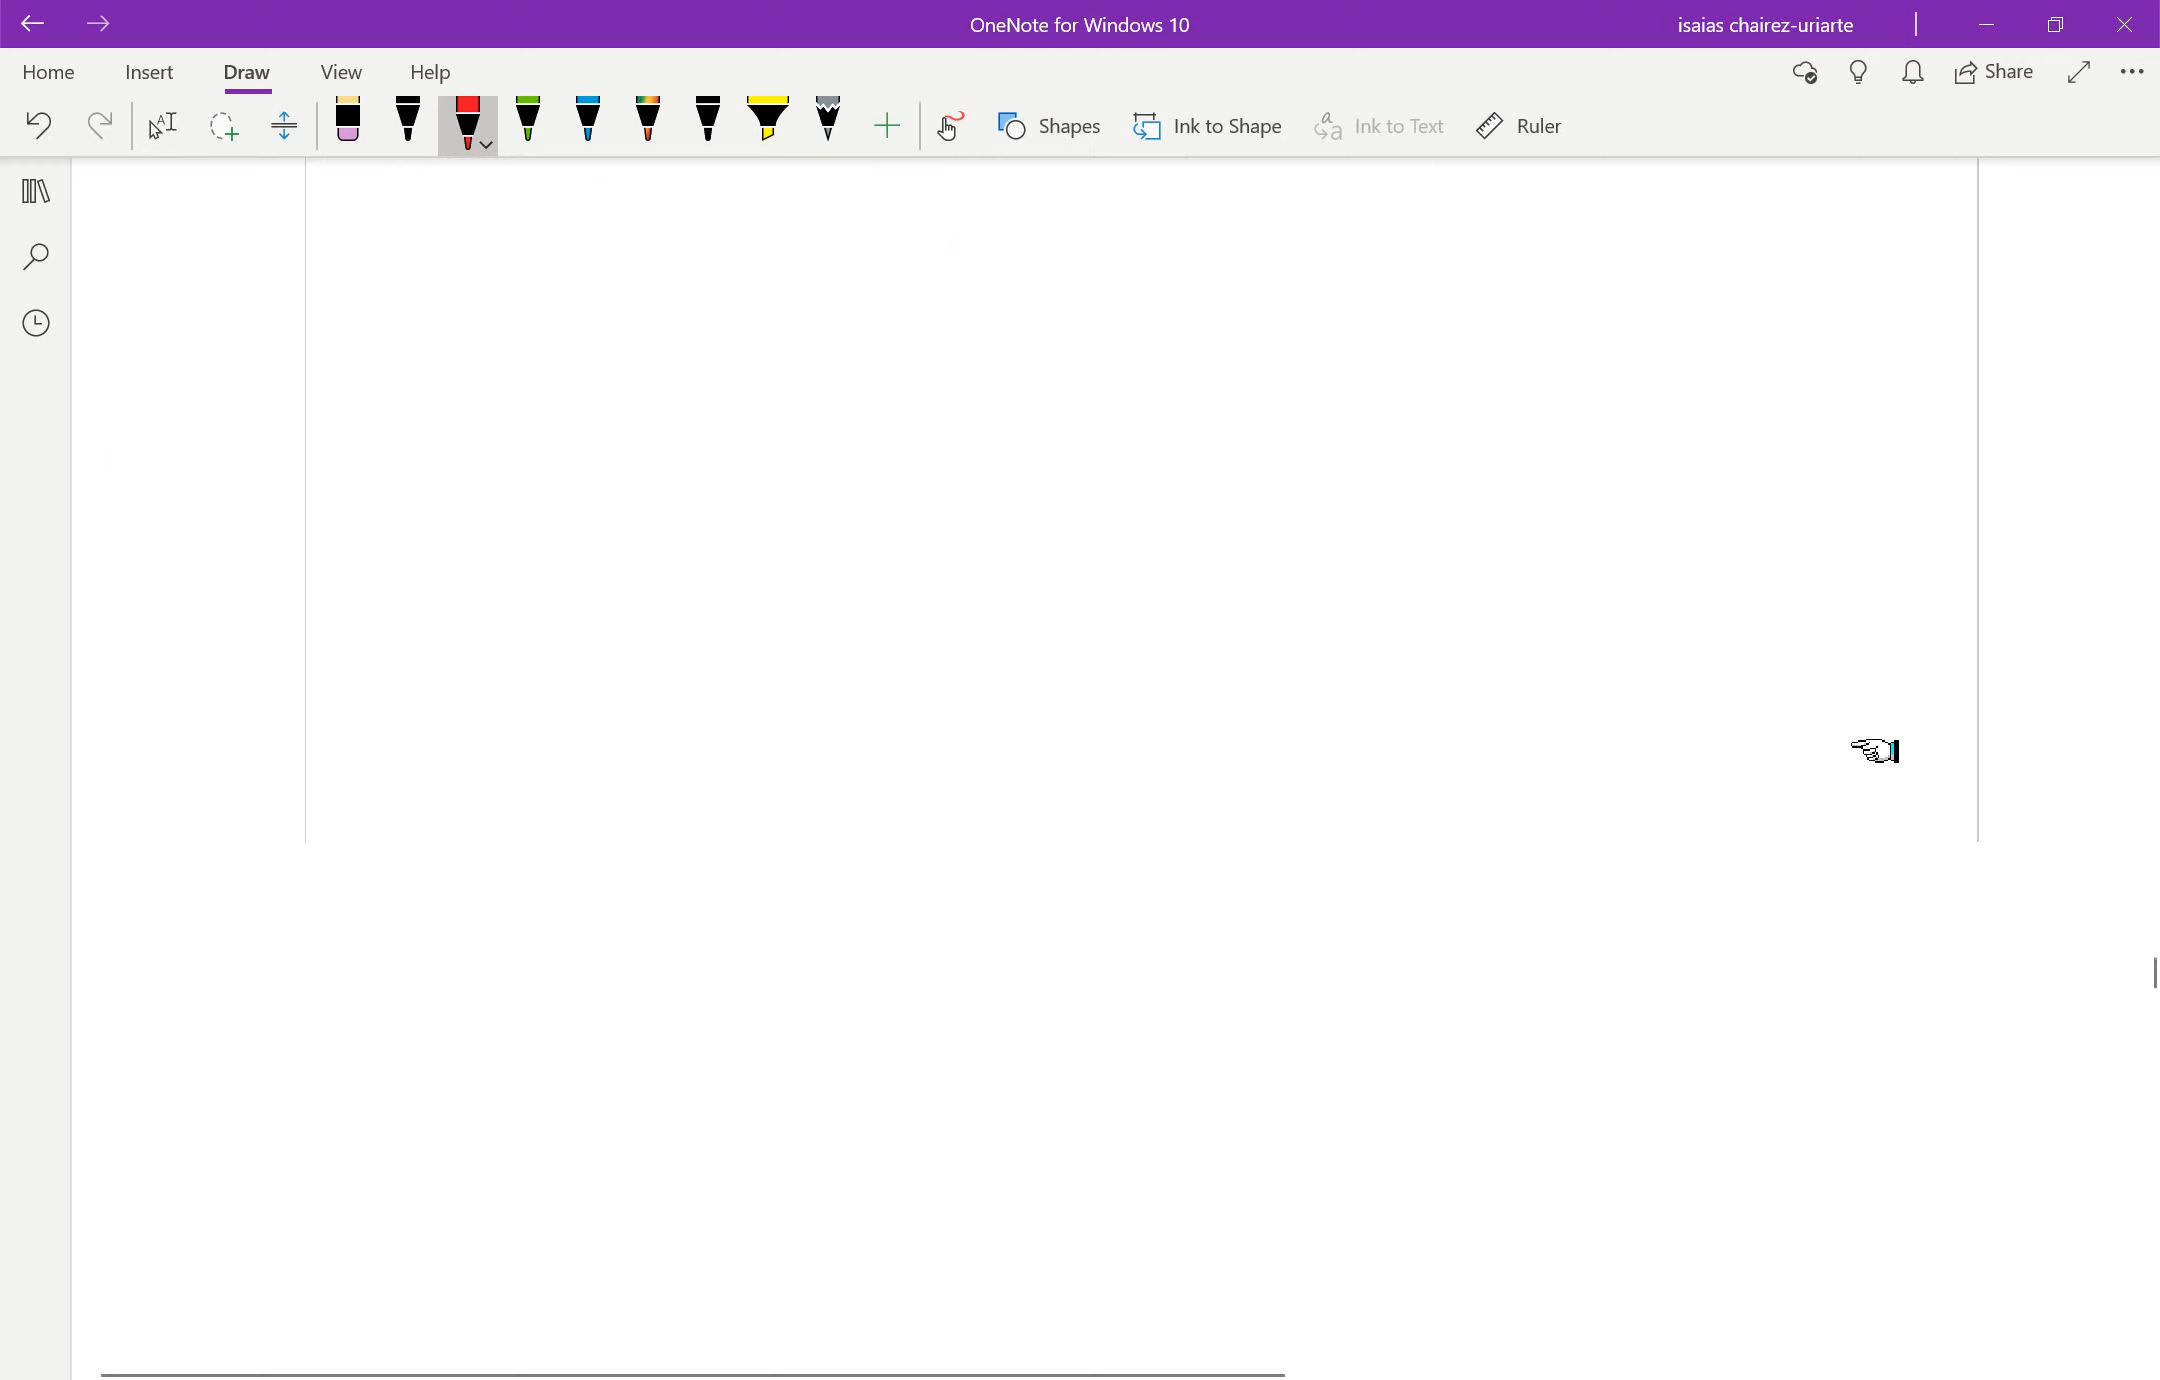 OneNote for Windows 10
isaias chairez-uriarte
Home Insert Draw View Help
Share
Shapes Ink to Shape Ink to Text Ruler